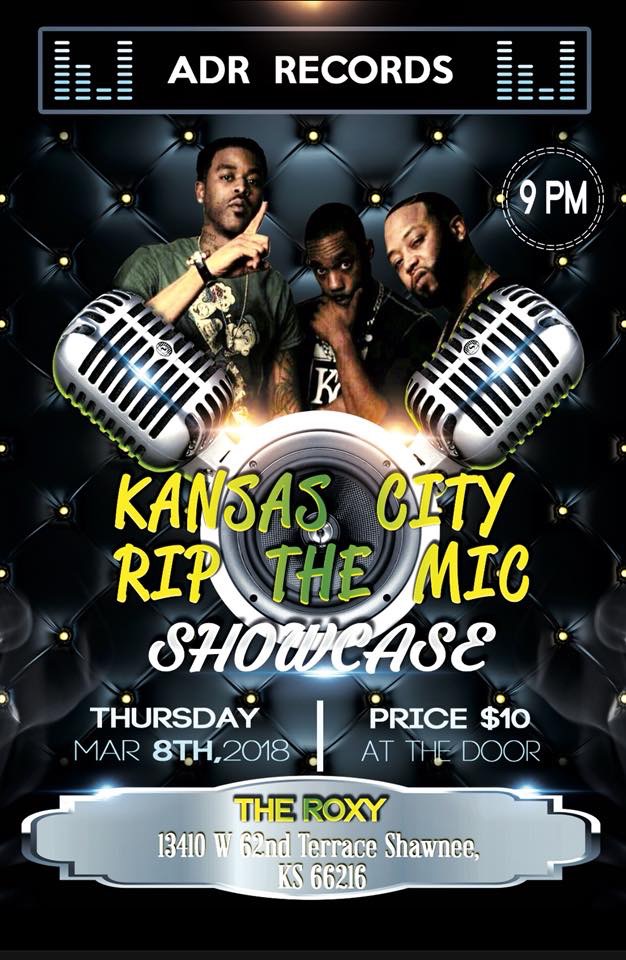 ADR RECORDS
9 PM
KANSAS CITY
RIP THE MIC
SHOWCASE
THURSDAY
MAR 8TH, 2018
PRICE $10
AT THE DOOR
THE ROXY
13410 W 62nd Terrace Shawnee,
KS 66216